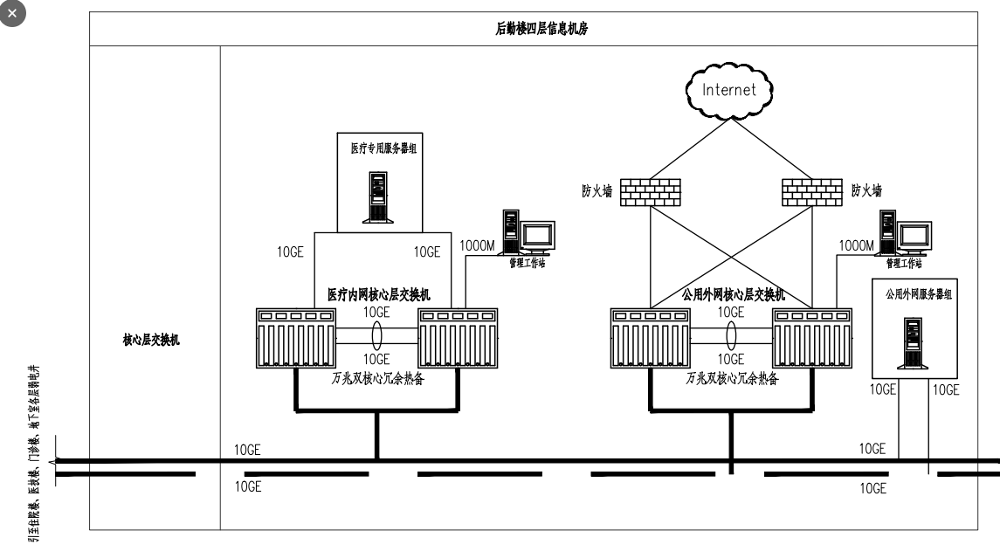 后勤楼四层信息机房
Internet
医疗专用服务器组
防火墙
防火墙
10GE
10GE
1000M
管理工作站
1000M
管理工作站
医疗内网核心层交换机
公用外网核心层交换机
公用外网服务器组
10GE
10GE
核心层交换机
10GE
10GE
万兆双核心冗余热备
万兆双核心冗余热备
10GE
10GE
引至住院楼、医技楼、门诊楼、地下室各层弱电井
10GE
10GE
10GE
10GE